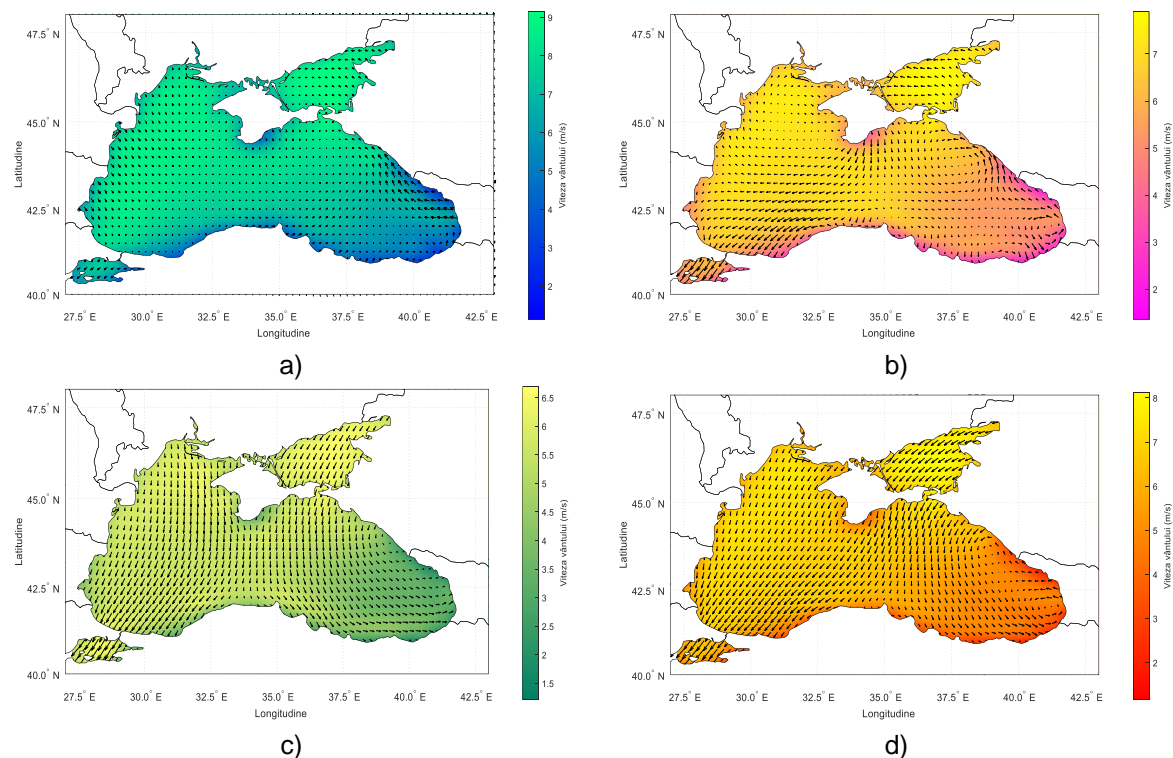 47.5° N
45.0° N
42.5° N
40.0° N
Latitudine
27.5° E 30.0° E 32.5° E 35.0° E 37.5° E 40.0° E 42.5° E
Longitudine
9
8
7
6
5
4
3
2
Viteza vântului (m/s)
a)
47.5° N
45.0° N
42.5° N
40.0° N
Latitudine
27.5° E 30.0° E 32.5° E 35.0° E 37.5° E 40.0° E 42.5° E
Longitudine
7
6
5
4
3
2
Viteza vântului (m/s)
b)
47.5° N
45.0° N
42.5° N
40.0° N
Latitudine
27.5° E 30.0° E 32.5° E 35.0° E 37.5° E 40.0° E 42.5° E
Longitudine
6.5
6
5.5
5
4.5
4
3.5
3
2.5
2
1.5
Viteza vântului (m/s)
c)
47.5° N
45.0° N
42.5° N
40.0° N
Latitudine
27.5° E 30.0° E 32.5° E 35.0° E 37.5° E 40.0° E 42.5° E
Longitudine
8
7
6
5
4
3
2
Viteza vântului (m/s)
d)